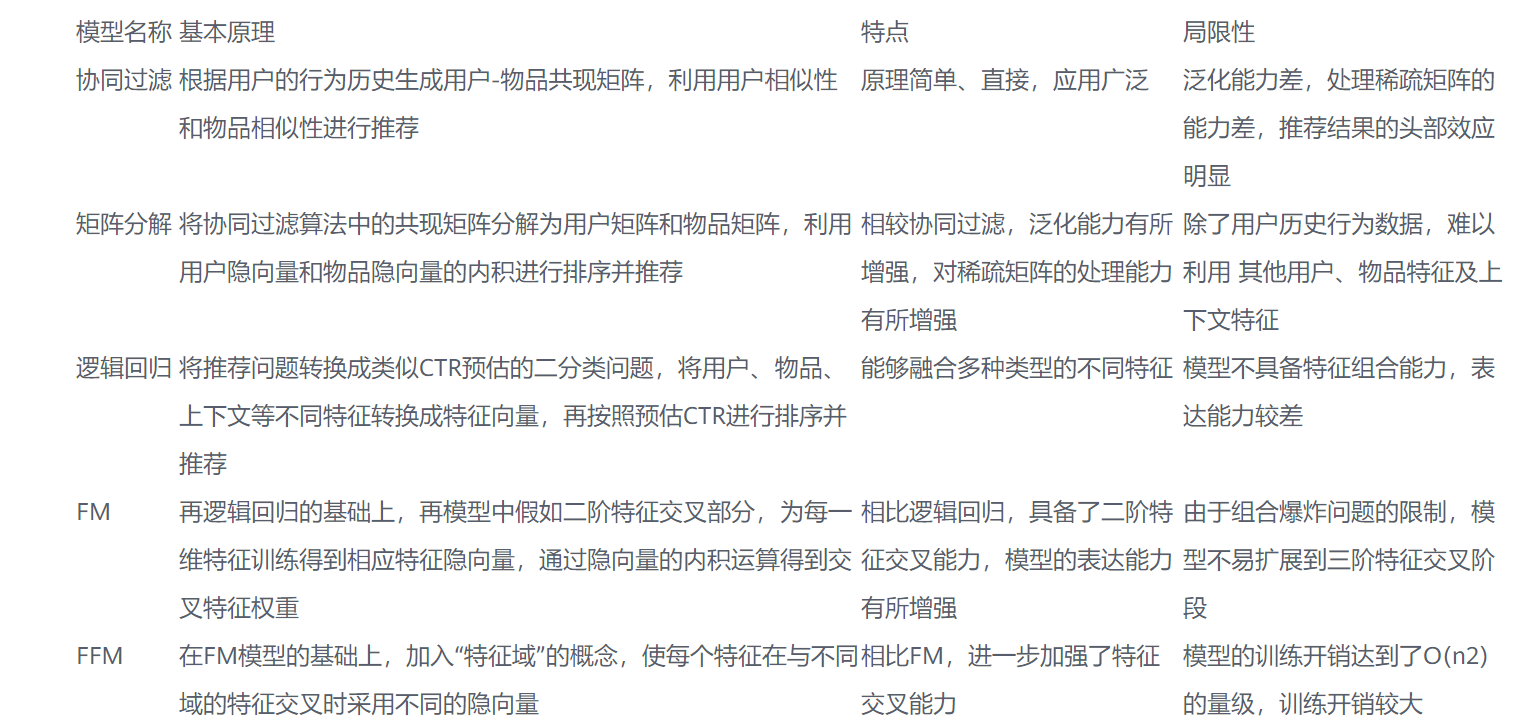 模型名称 基本原理 特点 局限性
协同过滤 根据用户的行为历史生成用户-物品共现矩阵，利用用户相似性 原理简单、直接，应用广泛 泛化能力差，处理稀疏矩阵的
和物品相似性进行推荐 能力差，推荐结果的头部效应
明显
矩阵分解 将协同过滤算法中的共现矩阵分解为用户矩阵和物品矩阵，利用 相较协同过滤，泛化能力有所 除了用户历史行为数据，难以
用户隐向量和物品隐向量的内积进行排序并推荐 增强，对稀疏矩阵的处理能力 利用 其他用户、物品特征及上
有所增强 下文特征
逻辑回归 将推荐问题转换成类似CTR预估的二分类问题，将用户、物品、 能够融合多种类型的不同特征 模型不具备特征组合能力，表
上下文等不同特征转换成特征向量，再按照预估CTR进行排序并 达能力较差
推荐
FM 再逻辑回归的基础上，再模型中假如二阶特征交叉部分，为每一 相比逻辑回归，具备了二阶特 由于组合爆炸问题的限制，模
维特征训练得到相应特征隐向量，通过隐向量的内积运算得到交 征交叉能力，模型的表达能力 型不易扩展到三阶特征交叉阶
叉特征权重 有所增强 段
FFM 在FM模型的基础上，加入“特征域”的概念，使每个特征在与不同 相比FM，进一步加强了特征 模型的训练开销达到了O(n2)
域的特征交叉时采用不同的隐向量 交叉能力 的量级，训练开销较大